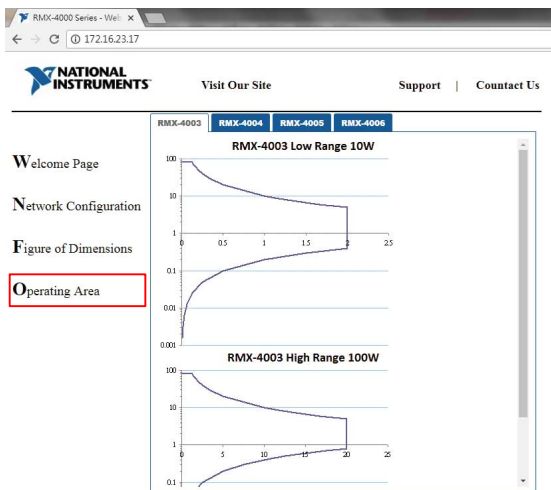 RMX-4000 Series - Web
172.16.23.17
NATIONAL
INSTRUMENTS
Visit Our Site
Support | Countact Us
RMX-4003 RMX-4004 RMX-4005 RMX-4006
Welcome Page
Network Configuration
Figure of Dimensions
Operating Area
RMX-4003 Low Range 10W
100
10
1
0 0.5 1 1.5 2 2.5
0.1
0.01
0.001
RMX-4003 High Range 100W
100
10
1
0 5 10 15 20 25
0.1